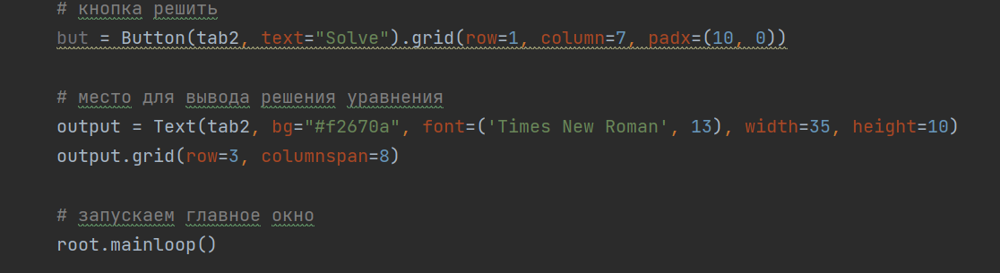 # кнопка решить
but = Button(tab2, text="Solve").grid(row=1, column=7, padx=(10, 0))
# место для вывода решения уравнения
output = Text(tab2, bg="#f2670a", font=('Times New Roman', 13), width=35, height=10)
output.grid(row=3, columnspan=8)
# запускаем главное окно
root.mainloop()